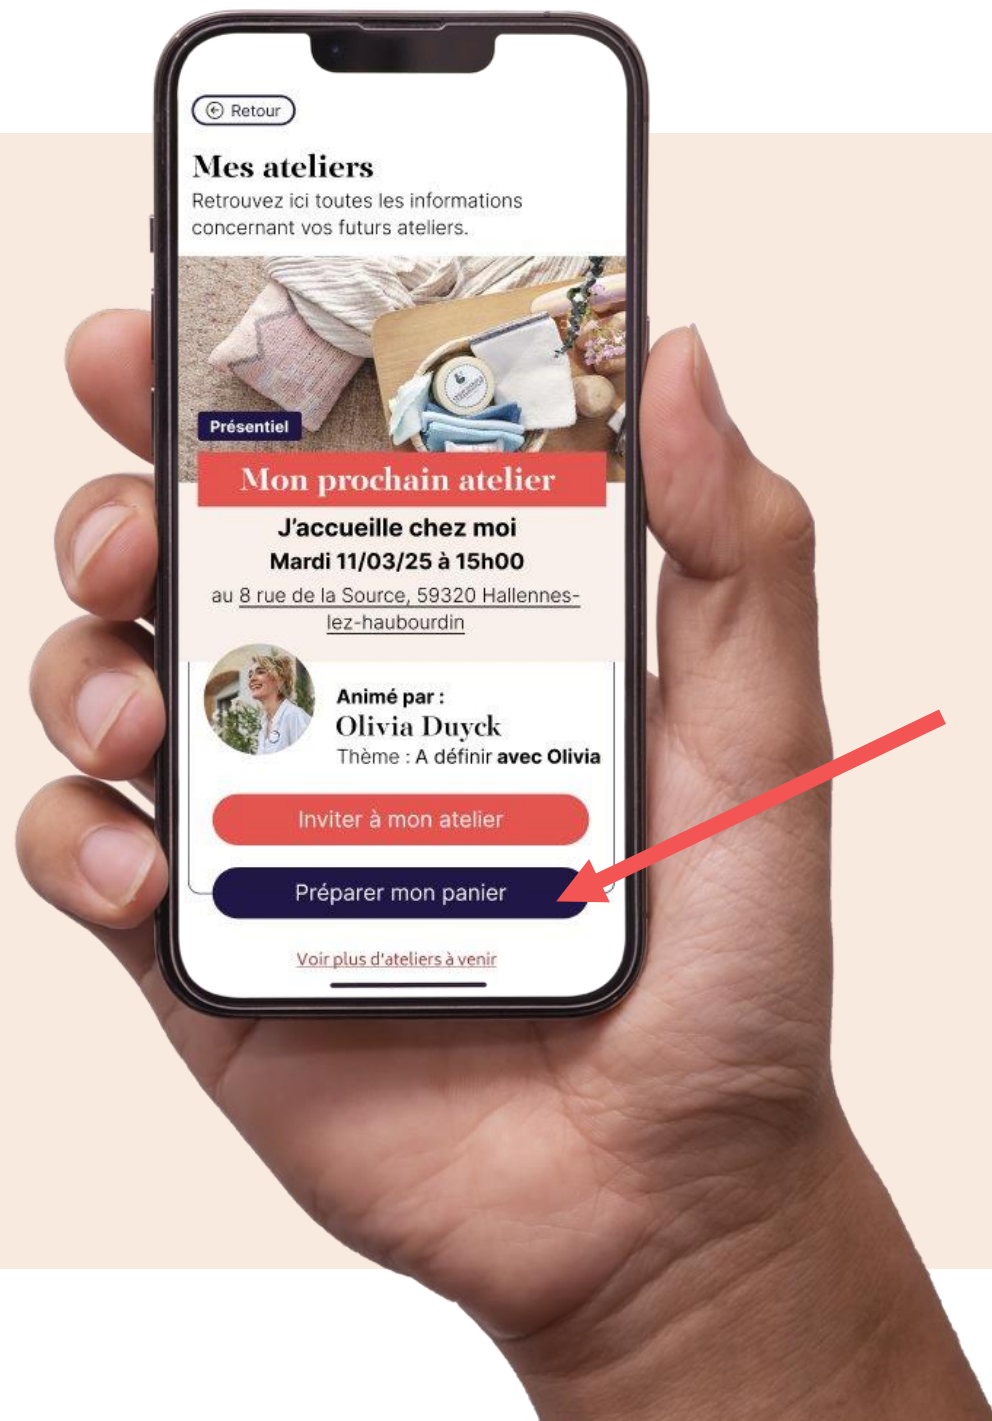 Retour
Mes ateliers
Retrouvez ici toutes les informations
concernant vos futurs ateliers.
Présentiel
Mon prochain atelier
J'accueille chez moi
Mardi 11/03/25 à 15h00
au 8 rue de la Source, 59320 Hallennes-
lez-haubourdin
Animé par :
Olivia Duyck
Thème : A définir avec Olivia
Inviter à mon atelier
Préparer mon panier
Voir plus d'ateliers à venir